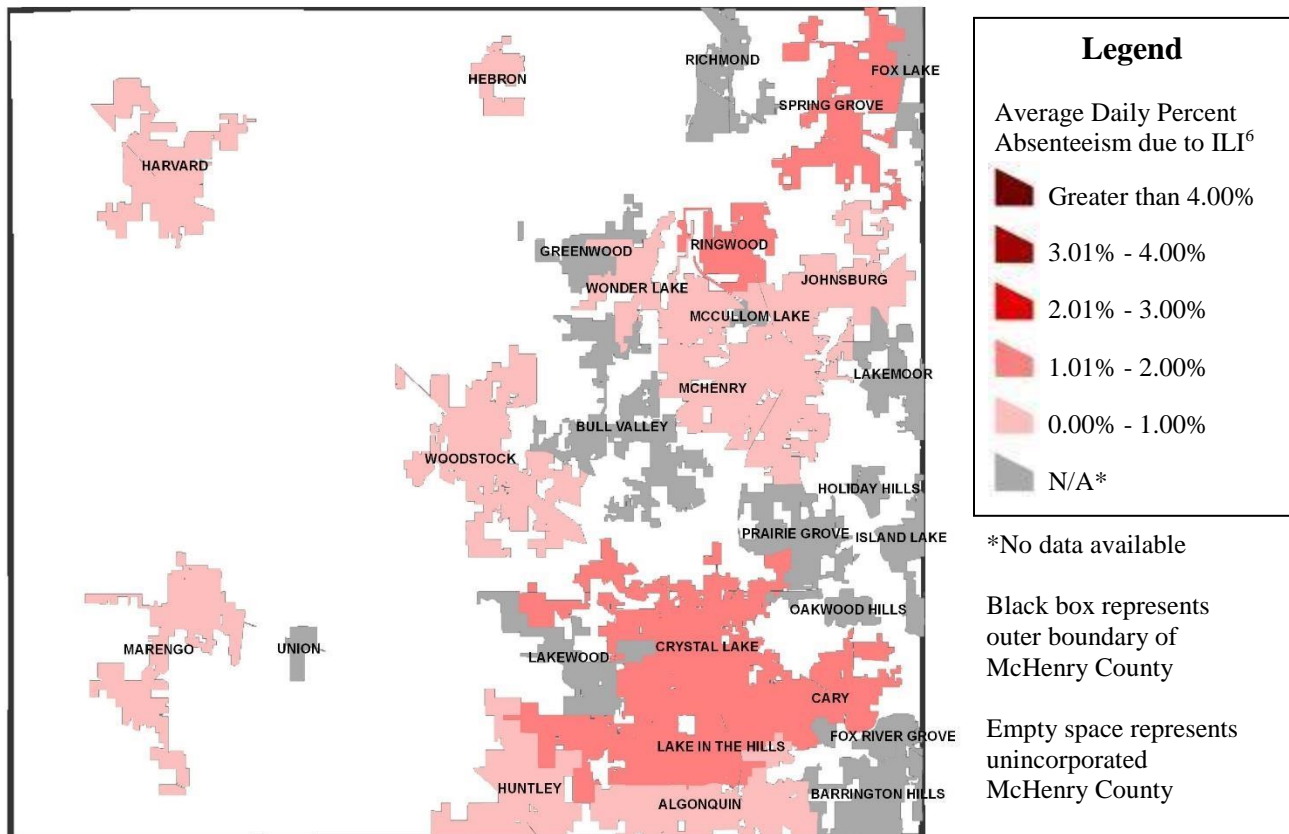 RICHMOND
HEBRON
FOX LAKE
SPRING GROVE
HARVARD
GREENWOOD
RINGWOOD
JOHNSBURG
WONDER LAKE
MCCULLOM LAKE
LAKEMOOR
MCHENRY
BULL VALLEY
WOODSTOCK
HOLIDAY HILLS
PRAIRIE GROVE
ISLAND LAKE
OAKWOOD HILLS
MARENGO
UNION
LAKEWOOD
CRYSTAL LAKE
CARY
FOX RIVER GROVE
LAKE IN THE HILLS
HUNTLEY
ALGONQUIN
BARRINGTON HILLS
Legend
Average Daily Percent
Absenteeism due to ILI⁶
Greater than 4.00%
3.01% - 4.00%
2.01% - 3.00%
1.01% - 2.00%
0.00% - 1.00%
N/A*
*No data available
Black box represents
outer boundary of
McHenry County
Empty space represents
unincorporated
McHenry County